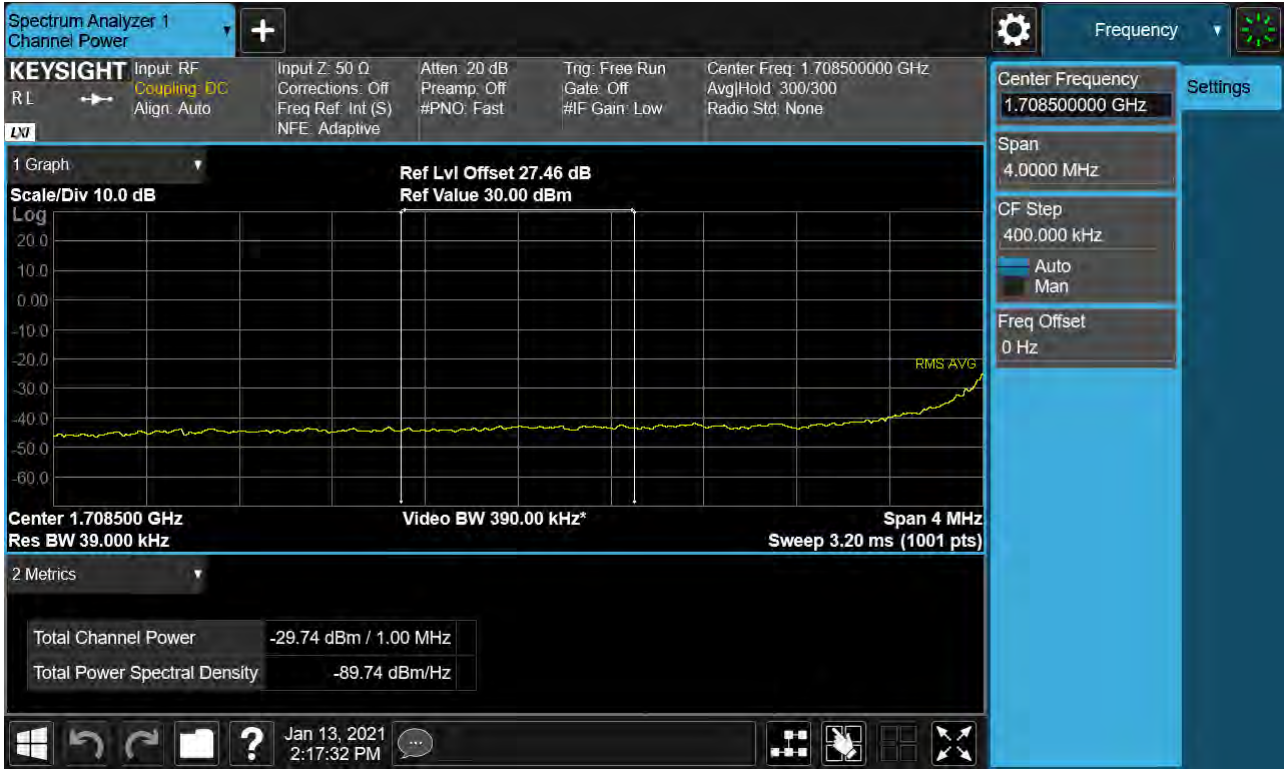 Spectrum Analyzer 1
Channel Power
+
Frequency
KEYSIGHT
R L
LXI
Input: RF
Coupling: DC
Align: Auto
Input Z: 50 Ω
Corrections: Off
Freq Ref: Int (S)
NFE: Adaptive
Atten: 20 dB
Preamp: Off
#PNO: Fast
Trig: Free Run
Gate: Off
#IF Gain: Low
Center Freq: 1.708500000 GHz
Avg|Hold: 300/300
Radio Std: None
Center Frequency
1.708500000 GHz
Settings
Span
4.0000 MHz
CF Step
400.000 kHz
Auto
Man
Freq Offset
0 Hz
1 Graph
Scale/Div 10.0 dB
Ref Lvl Offset 27.46 dB
Ref Value 30.00 dBm
Log
20.0
10.0
0.00
-10.0
-20.0
-30.0
-40.0
-50.0
-60.0
RMS AVG
Center 1.708500 GHz
Res BW 39.000 kHz
Video BW 390.00 kHz*
Span 4 MHz
Sweep 3.20 ms (1001 pts)
2 Metrics
Total Channel Power -29.74 dBm / 1.00 MHz
Total Power Spectral Density -89.74 dBm/Hz
?
Jan 13, 2021
2:17:32 PM